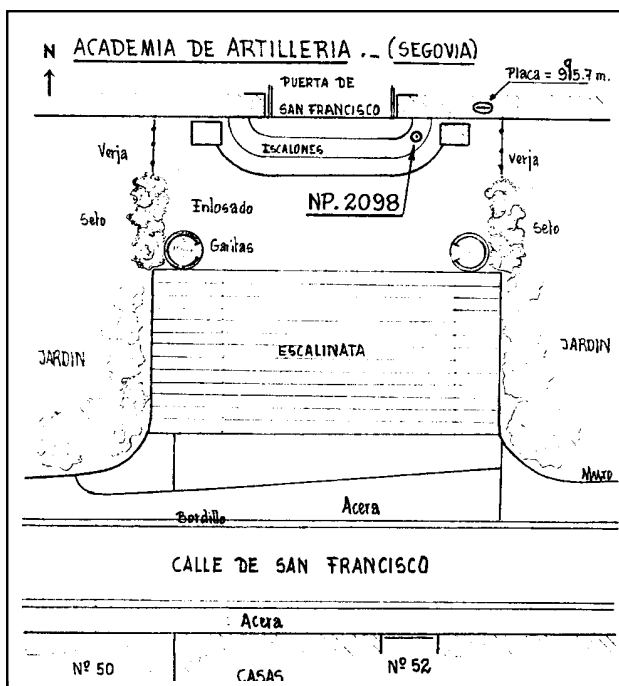 N
ACADEMIA DE ARTILLERIA .- (SEGOVIA)
Placa = 995.7 m.
PUERTA DE
SAN FRANCISCO
ESCALONES
Verja
Verja
NP. 2098
Enlosado
Seto
Seto
Garitas
ESCALINATA
JARDIN
JARDIN
Muro
Acera
Bordillo
CALLE DE SAN FRANCISCO
Acera
Nº 50
CASAS
Nº 52